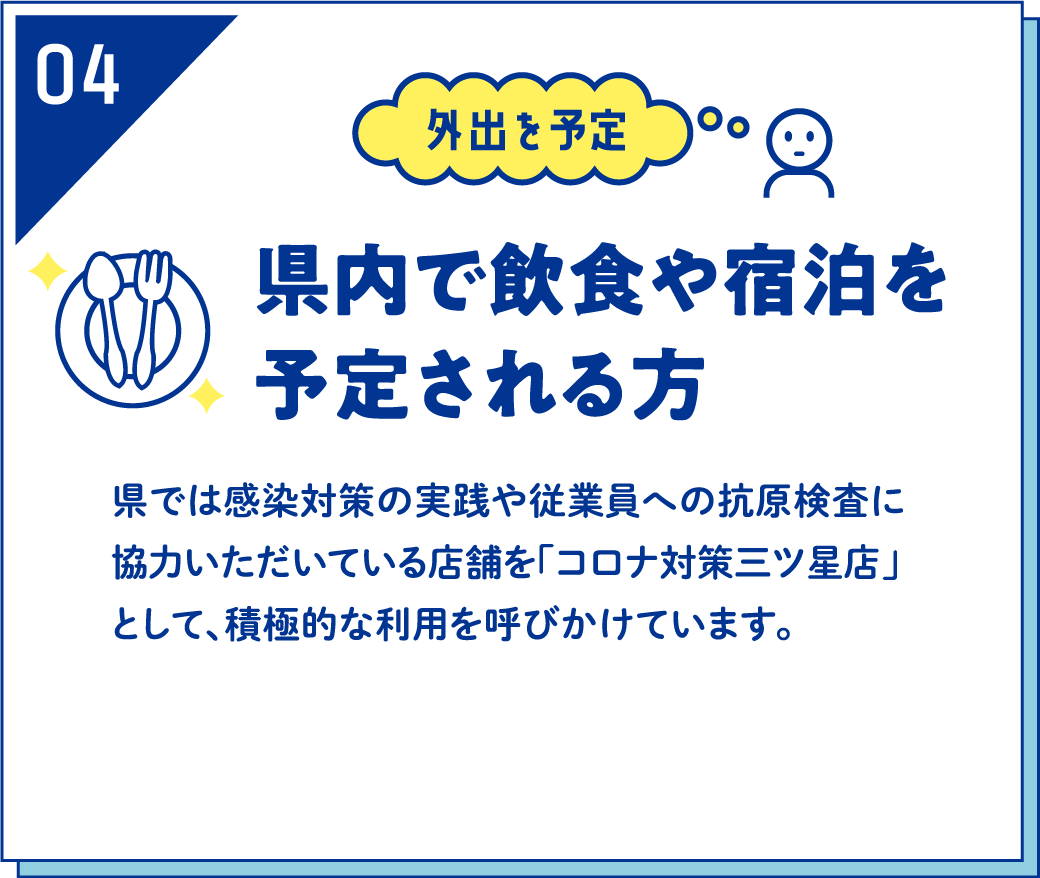 04
外出を予定
県内で飲食や宿泊を
予定される方
県では感染対策の実践や従業員への抗原検査に
協力いただいている店舗を「コロナ対策三ツ星店」
として、積極的な利用を呼びかけています。